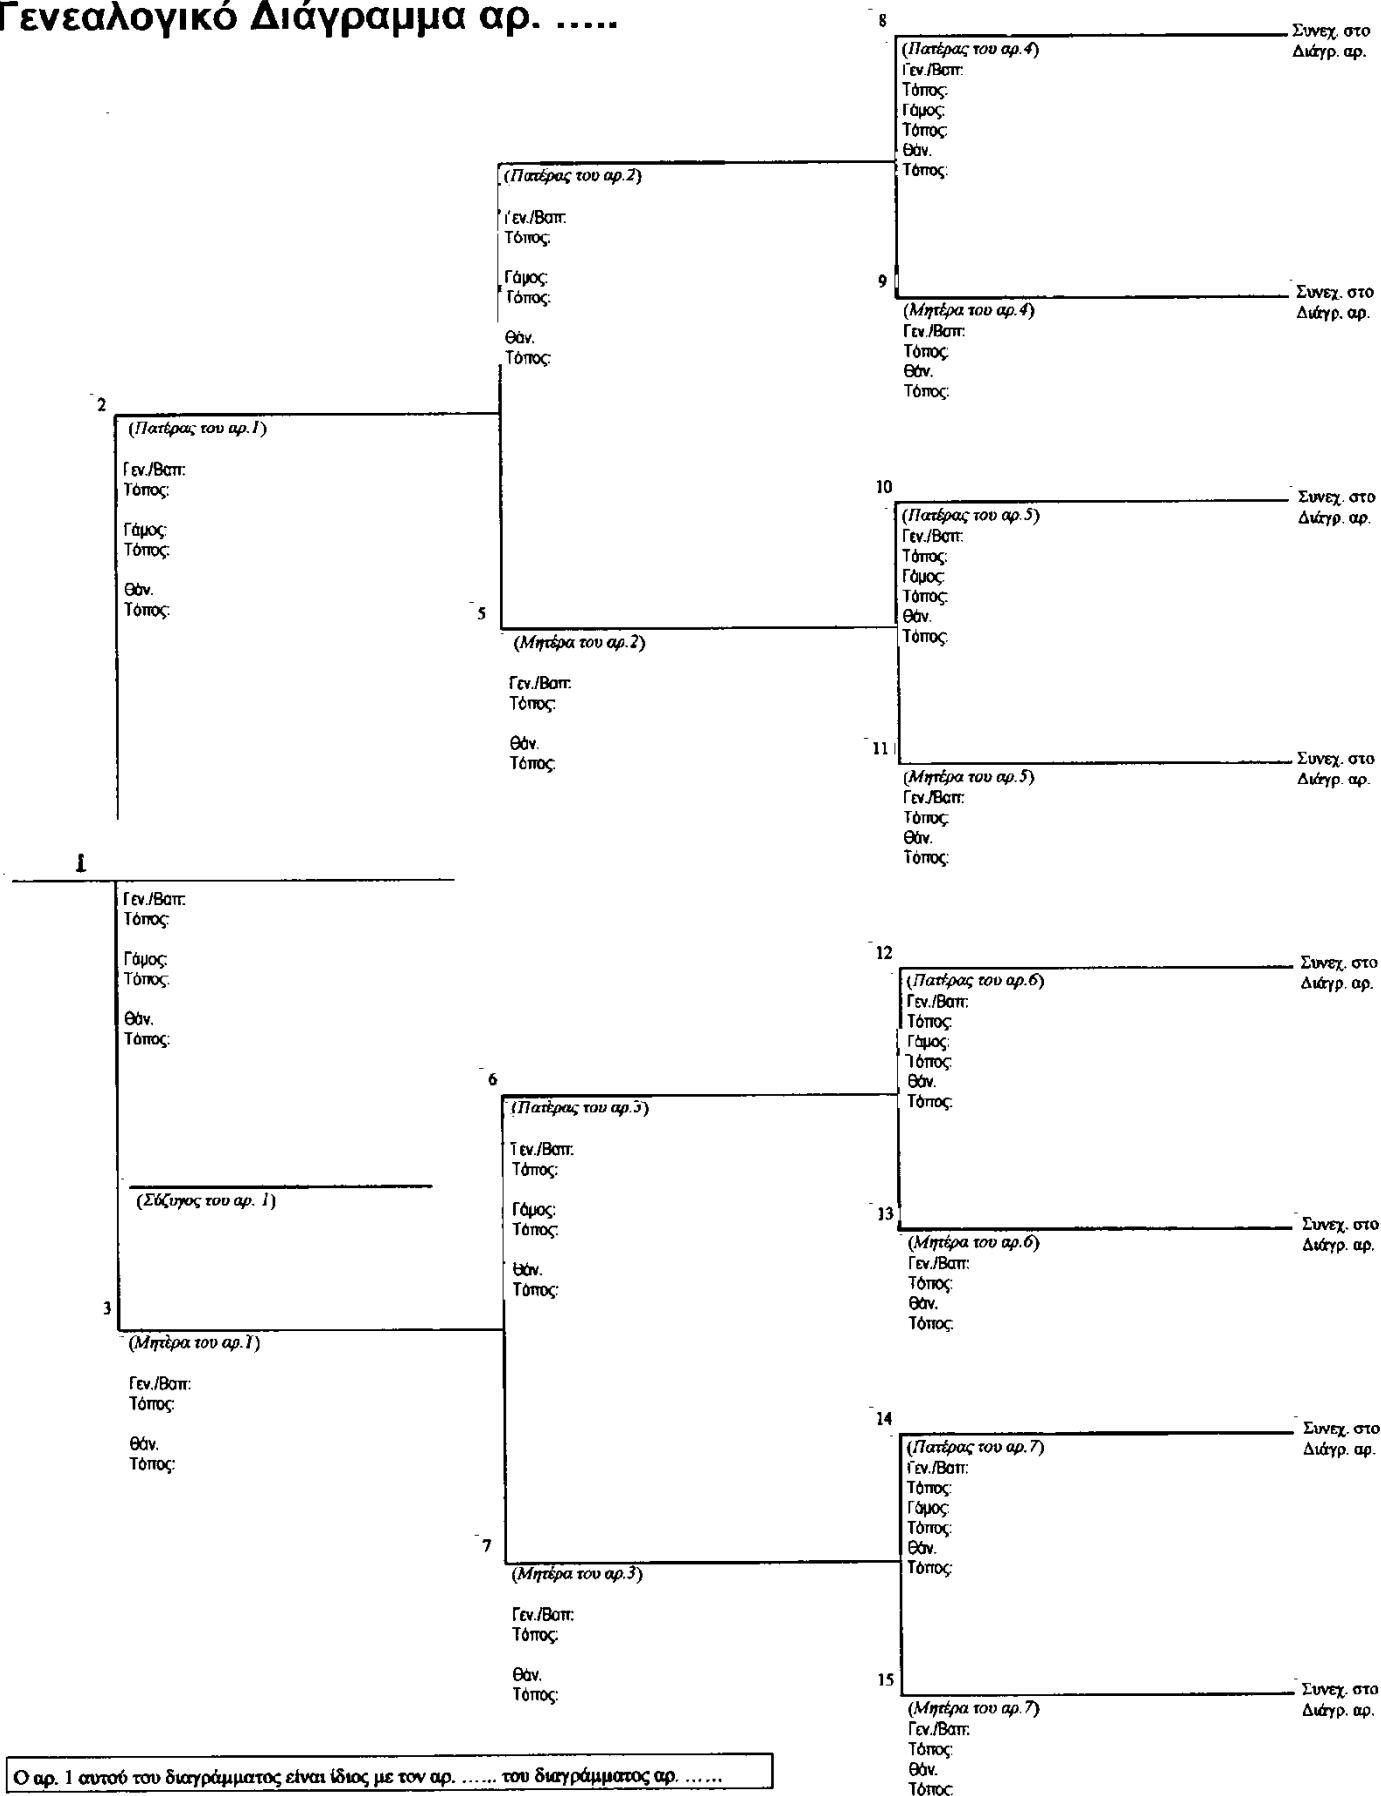 Γενεαλογικό Διάγραμμα αρ. .....
8
Συνεχ. στο
Διάγρ. αρ.
(Πατέρας του αρ.4)
Γεν./Βαπ:
Τόπος:
Γάμος:
Τόπος:
Θάν.
Τόπος:
(Πατέρας του αρ.2)
Γεν./Βαπ:
Τόπος:
Γάμος:
Τόπος:
Θάν.
Τόπος:
9
Συνεχ. στο
Διάγρ. αρ.
(Μητέρα του αρ.4)
Γεν./Βαπ:
Τόπος:
Θάν.
Τόπος:
2
(Πατέρας του αρ.1)
Γεν./Βαπ:
Τόπος:
Γάμος:
Τόπος:
Θάν.
Τόπος:
10
Συνεχ. στο
Διάγρ. αρ.
(Πατέρας του αρ.5)
Γεν./Βαπ:
Τόπος:
Γάμος:
Τόπος:
Θάν.
Τόπος:
5
(Μητέρα του αρ.2)
Γεν./Βαπ:
Τόπος:
Θάν.
Τόπος:
11
Συνεχ. στο
Διάγρ. αρ.
(Μητέρα του αρ.5)
Γεν./Βαπ:
Τόπος:
Θάν.
Τόπος:
1
Γεν./Βαπ:
Τόπος:
Γάμος:
Τόπος:
Θάν.
Τόπος:
(Σύζυγος του αρ. 1)
12
Συνεχ. στο
Διάγρ. αρ.
(Πατέρας του αρ.6)
Γεν./Βαπ:
Τόπος:
Γάμος:
Τόπος:
Θάν.
Τόπος:
6
(Πατέρας του αρ.3)
Γεν./Βαπ:
Τόπος:
Γάμος:
Τόπος:
Θάν.
Τόπος:
13
Συνεχ. στο
Διάγρ. αρ.
(Μητέρα του αρ.6)
Γεν./Βαπ:
Τόπος:
Θάν.
Τόπος:
3
(Μητέρα του αρ.1)
Γεν./Βαπ:
Τόπος:
Θάν.
Τόπος:
14
Συνεχ. στο
Διάγρ. αρ.
(Πατέρας του αρ.7)
Γεν./Βαπ:
Τόπος:
Γάμος:
Τόπος:
Θάν.
Τόπος:
7
(Μητέρα του αρ.3)
Γεν./Βαπ:
Τόπος:
Θάν.
Τόπος:
15
Συνεχ. στο
Διάγρ. αρ.
(Μητέρα του αρ.7)
Γεν./Βαπ:
Τόπος:
Θάν.
Τόπος:
Ο αρ. 1 αυτού του διαγράμματος είναι ίδιος με τον αρ. ...... του διαγράμματος αρ. ......